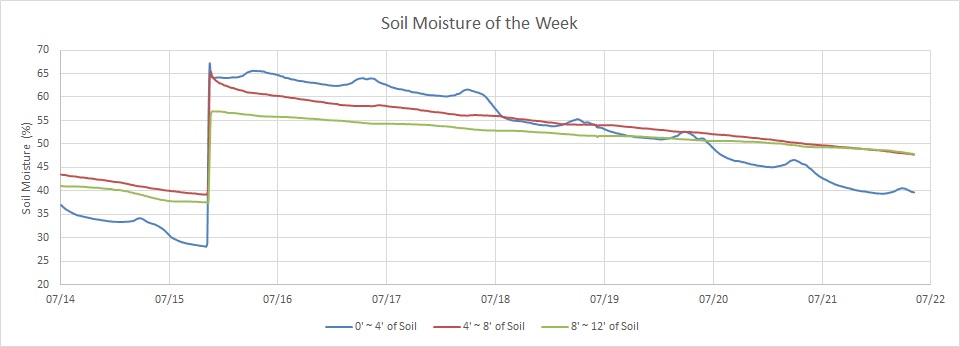 Soil Moisture of the Week
Soil Moisture (%)
70
65
60
55
50
45
40
35
30
25
20
07/14 07/15 07/16 07/17 07/18 07/19 07/20 07/21 07/22
0' ~ 4' of Soil 4' ~ 8' of Soil 8' ~ 12' of Soil